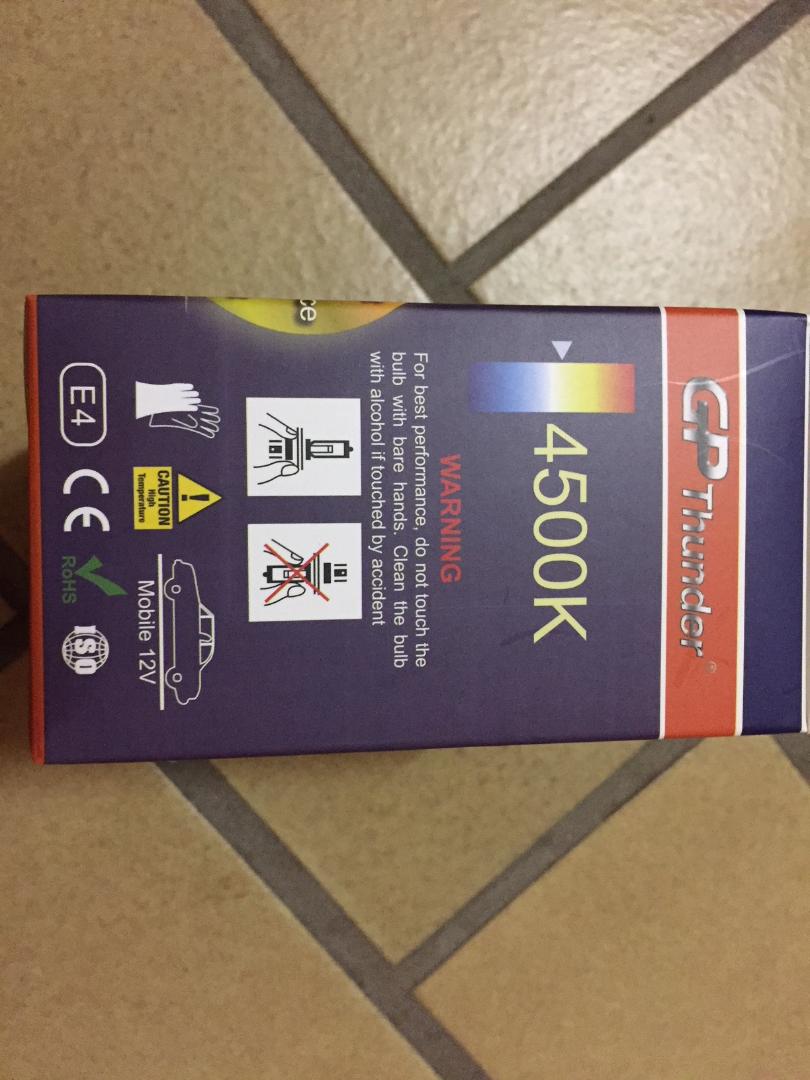 GP Thunder®
4500K
WARNING
For best performance, do not touch the
bulb with bare hands. Clean the bulb
with alcohol if touched by accident
ce
CAUTION
High
Temperature
Mobile 12V
E4
CE
RoHS
ISO